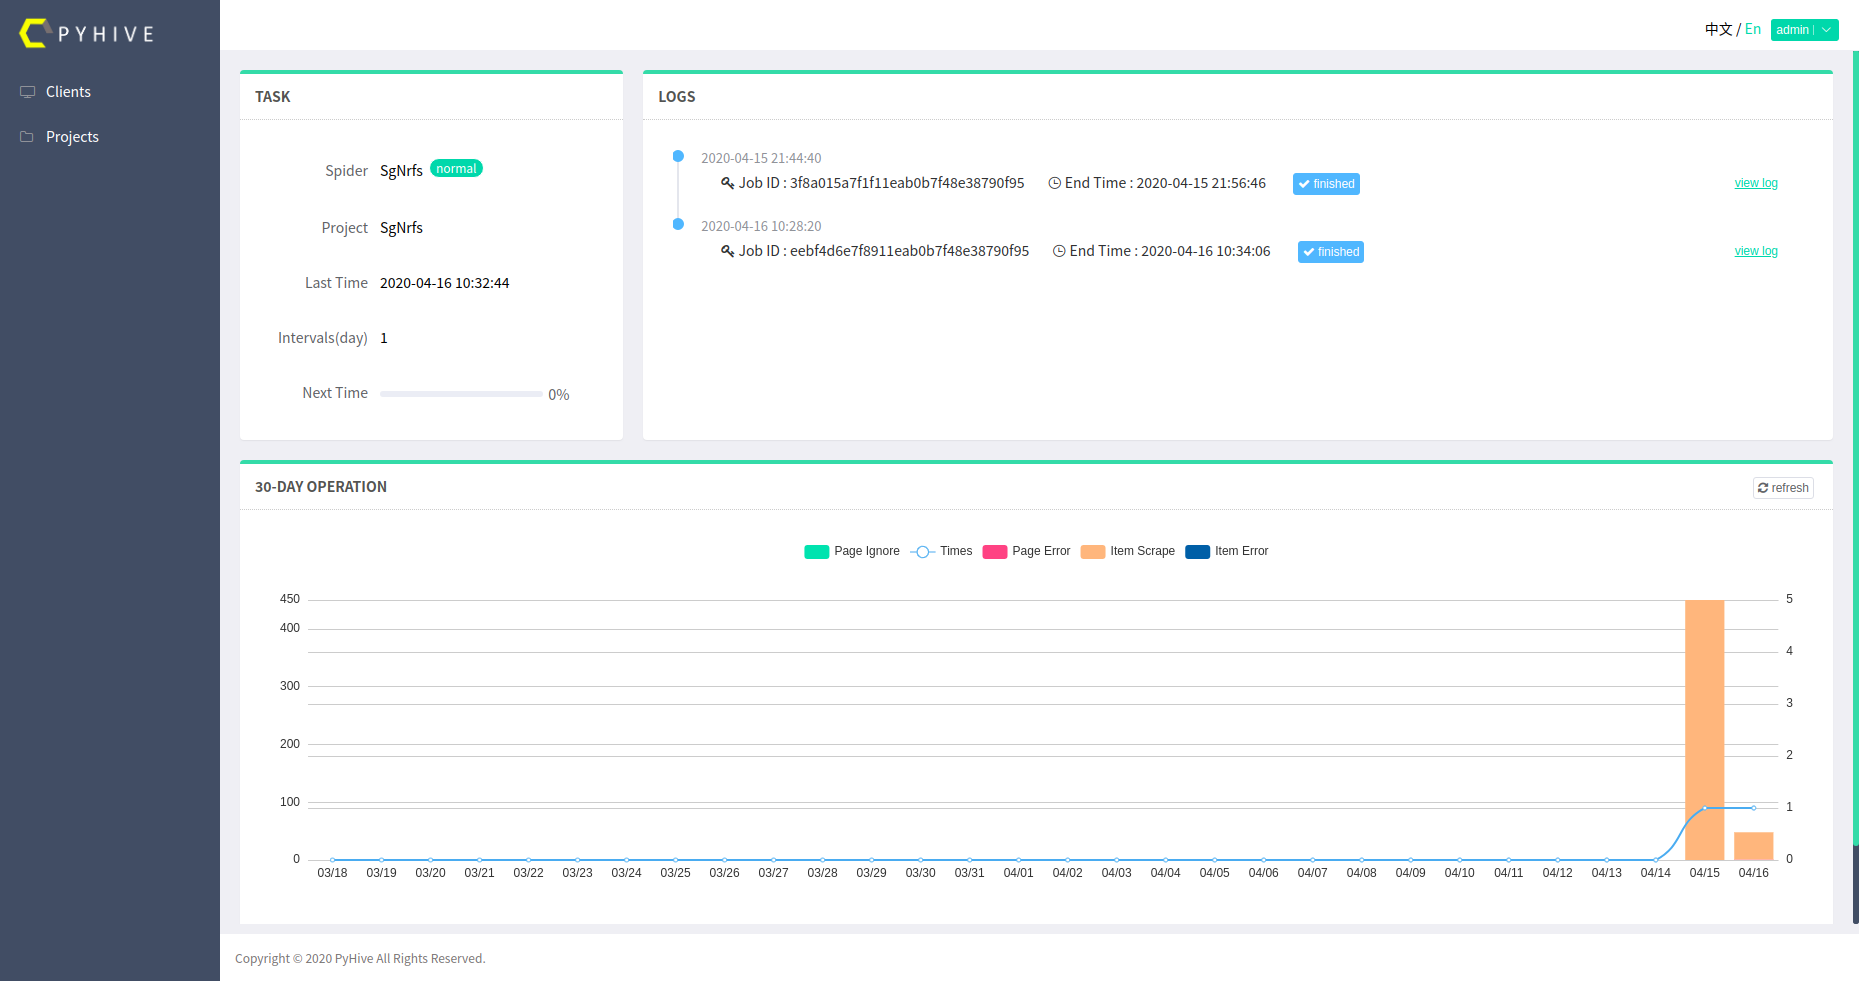 PYHIVE
中文 / En admin
Clients
Projects
TASK
Spider SgNrfs normal
Project SgNrfs
Last Time 2020-04-16 10:32:44
Intervals(day) 1
Next Time 0%
LOGS
2020-04-15 21:44:40
Job ID : 3f8a015a7f1f11eab0b7f48e38790f95 End Time : 2020-04-15 21:56:46 finished view log
2020-04-16 10:28:20
Job ID : eebf4d6e7f8911eab0b7f48e38790f95 End Time : 2020-04-16 10:34:06 finished view log
30-DAY OPERATION refresh
Page Ignore Times Page Error Item Scrape Item Error
450 5
400
4
300
3
200
2
100
1
0 0
03/18 03/19 03/20 03/21 03/22 03/23 03/24 03/25 03/26 03/27 03/28 03/29 03/30 03/31 04/01 04/02 04/03 04/04 04/05 04/06 04/07 04/08 04/09 04/10 04/11 04/12 04/13 04/14 04/15 04/16
Copyright © 2020 PyHive All Rights Reserved.